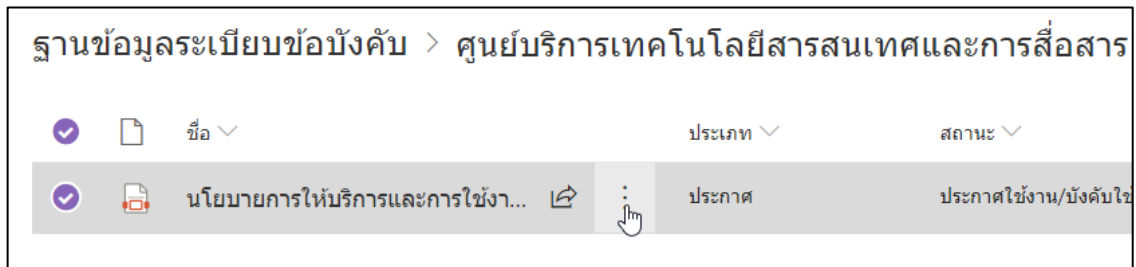 ฐานข้อมูลระเบียบข้อบังคับ > ศูนย์บริการเทคโนโลยีสารสนเทศและการสื่อสาร
ชื่อ ประเภท สถานะ
นโยบายการให้บริการและการใช้งา... ประกาศ ประกาศใช้งาน/บังคับใช้